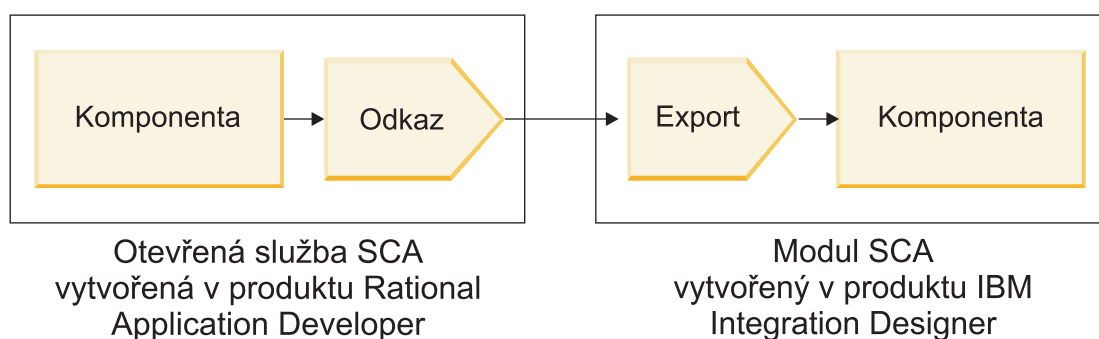 Komponenta
Odkaz
Export
Komponenta
Otevřená služba SCA
vytvořená v produktu Rational
Application Developer
Modul SCA
vytvořený v produktu IBM
Integration Designer